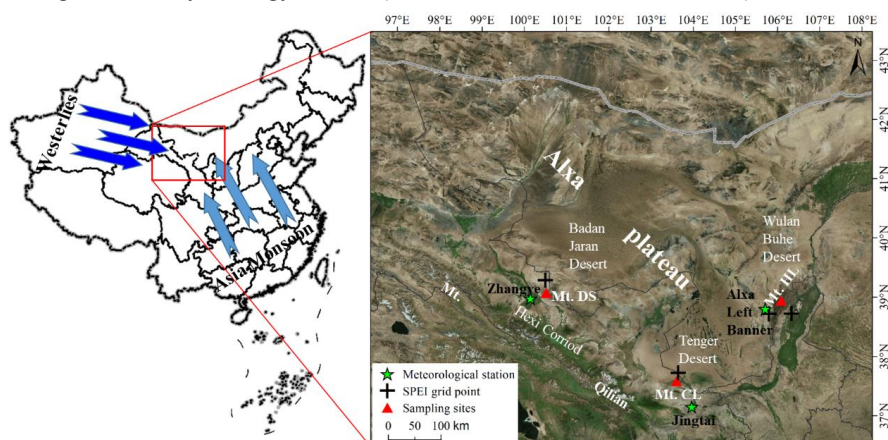 Westerlies
Asia Monsoon
97°E 98°E 99°E 100°E 101°E 102°E 103°E 104°E 105°E 106°E 107°E 108°E
43°N
42°N
41°N
40°N
39°N
38°N
37°N
Alxa
plateau
Badan
Jaran
Desert
Wulan
Buhe
Desert
Zhangye
Mt. DS
Mt.
Qilian
Hexi Corriod
Alxa
Left
Banner
Mt. HL
Tenger
Desert
Mt. CL
Jingtai
Meteorological station
SPEI grid point
Sampling sites
0 50 100 km